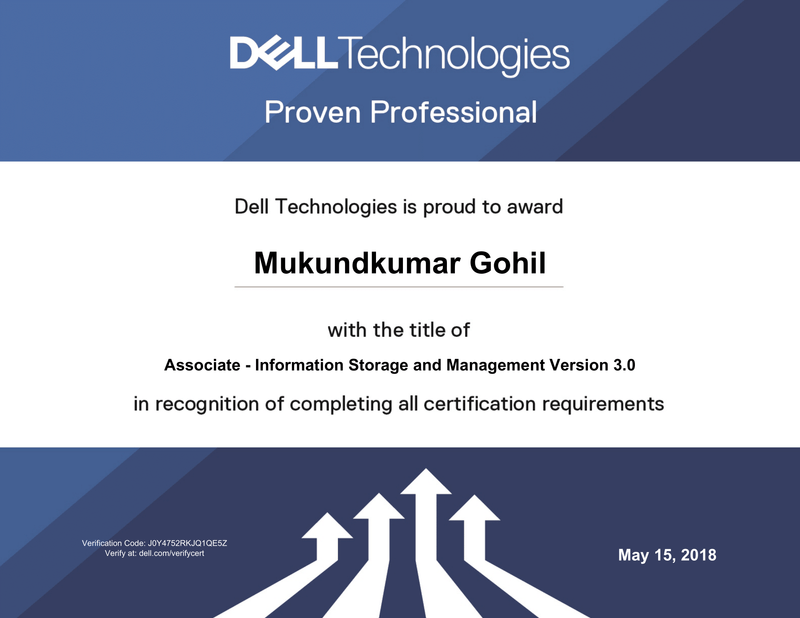 DELL Technologies
Proven Professional
Dell Technologies is proud to award
Mukundkumar Gohil
with the title of
Associate - Information Storage and Management Version 3.0
in recognition of completing all certification requirements
Verification Code: J0Y4752RKJQ1QE5Z
Verify at: dell.com/verifycert
May 15, 2018